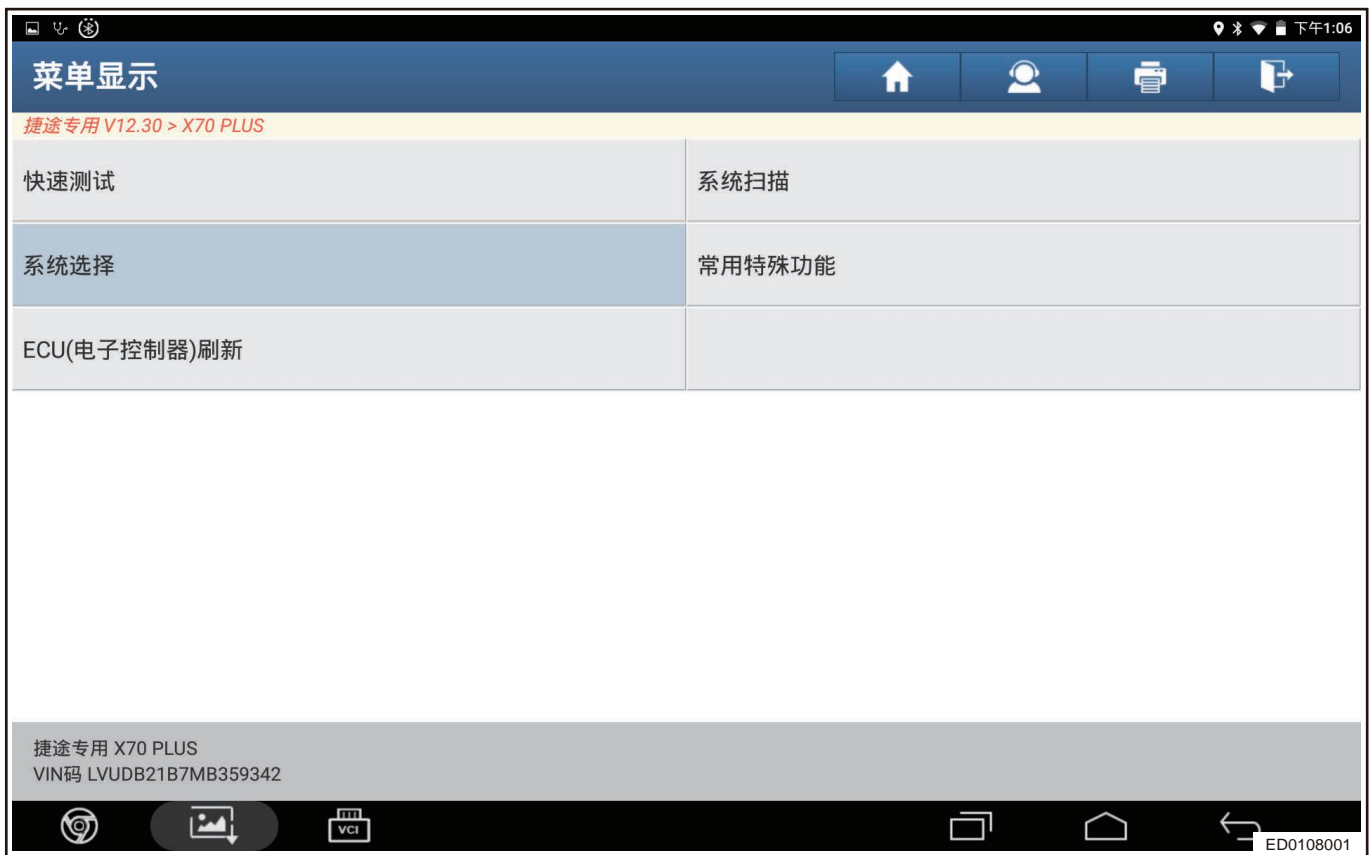 下午1:06
菜单显示
捷途专用 V12.30 > X70 PLUS
快速测试
系统扫描
系统选择
常用特殊功能
ECU(电子控制器)刷新
捷途专用 X70 PLUS
VIN码 LVUDB21B7MB359342
VCI
ED0108001